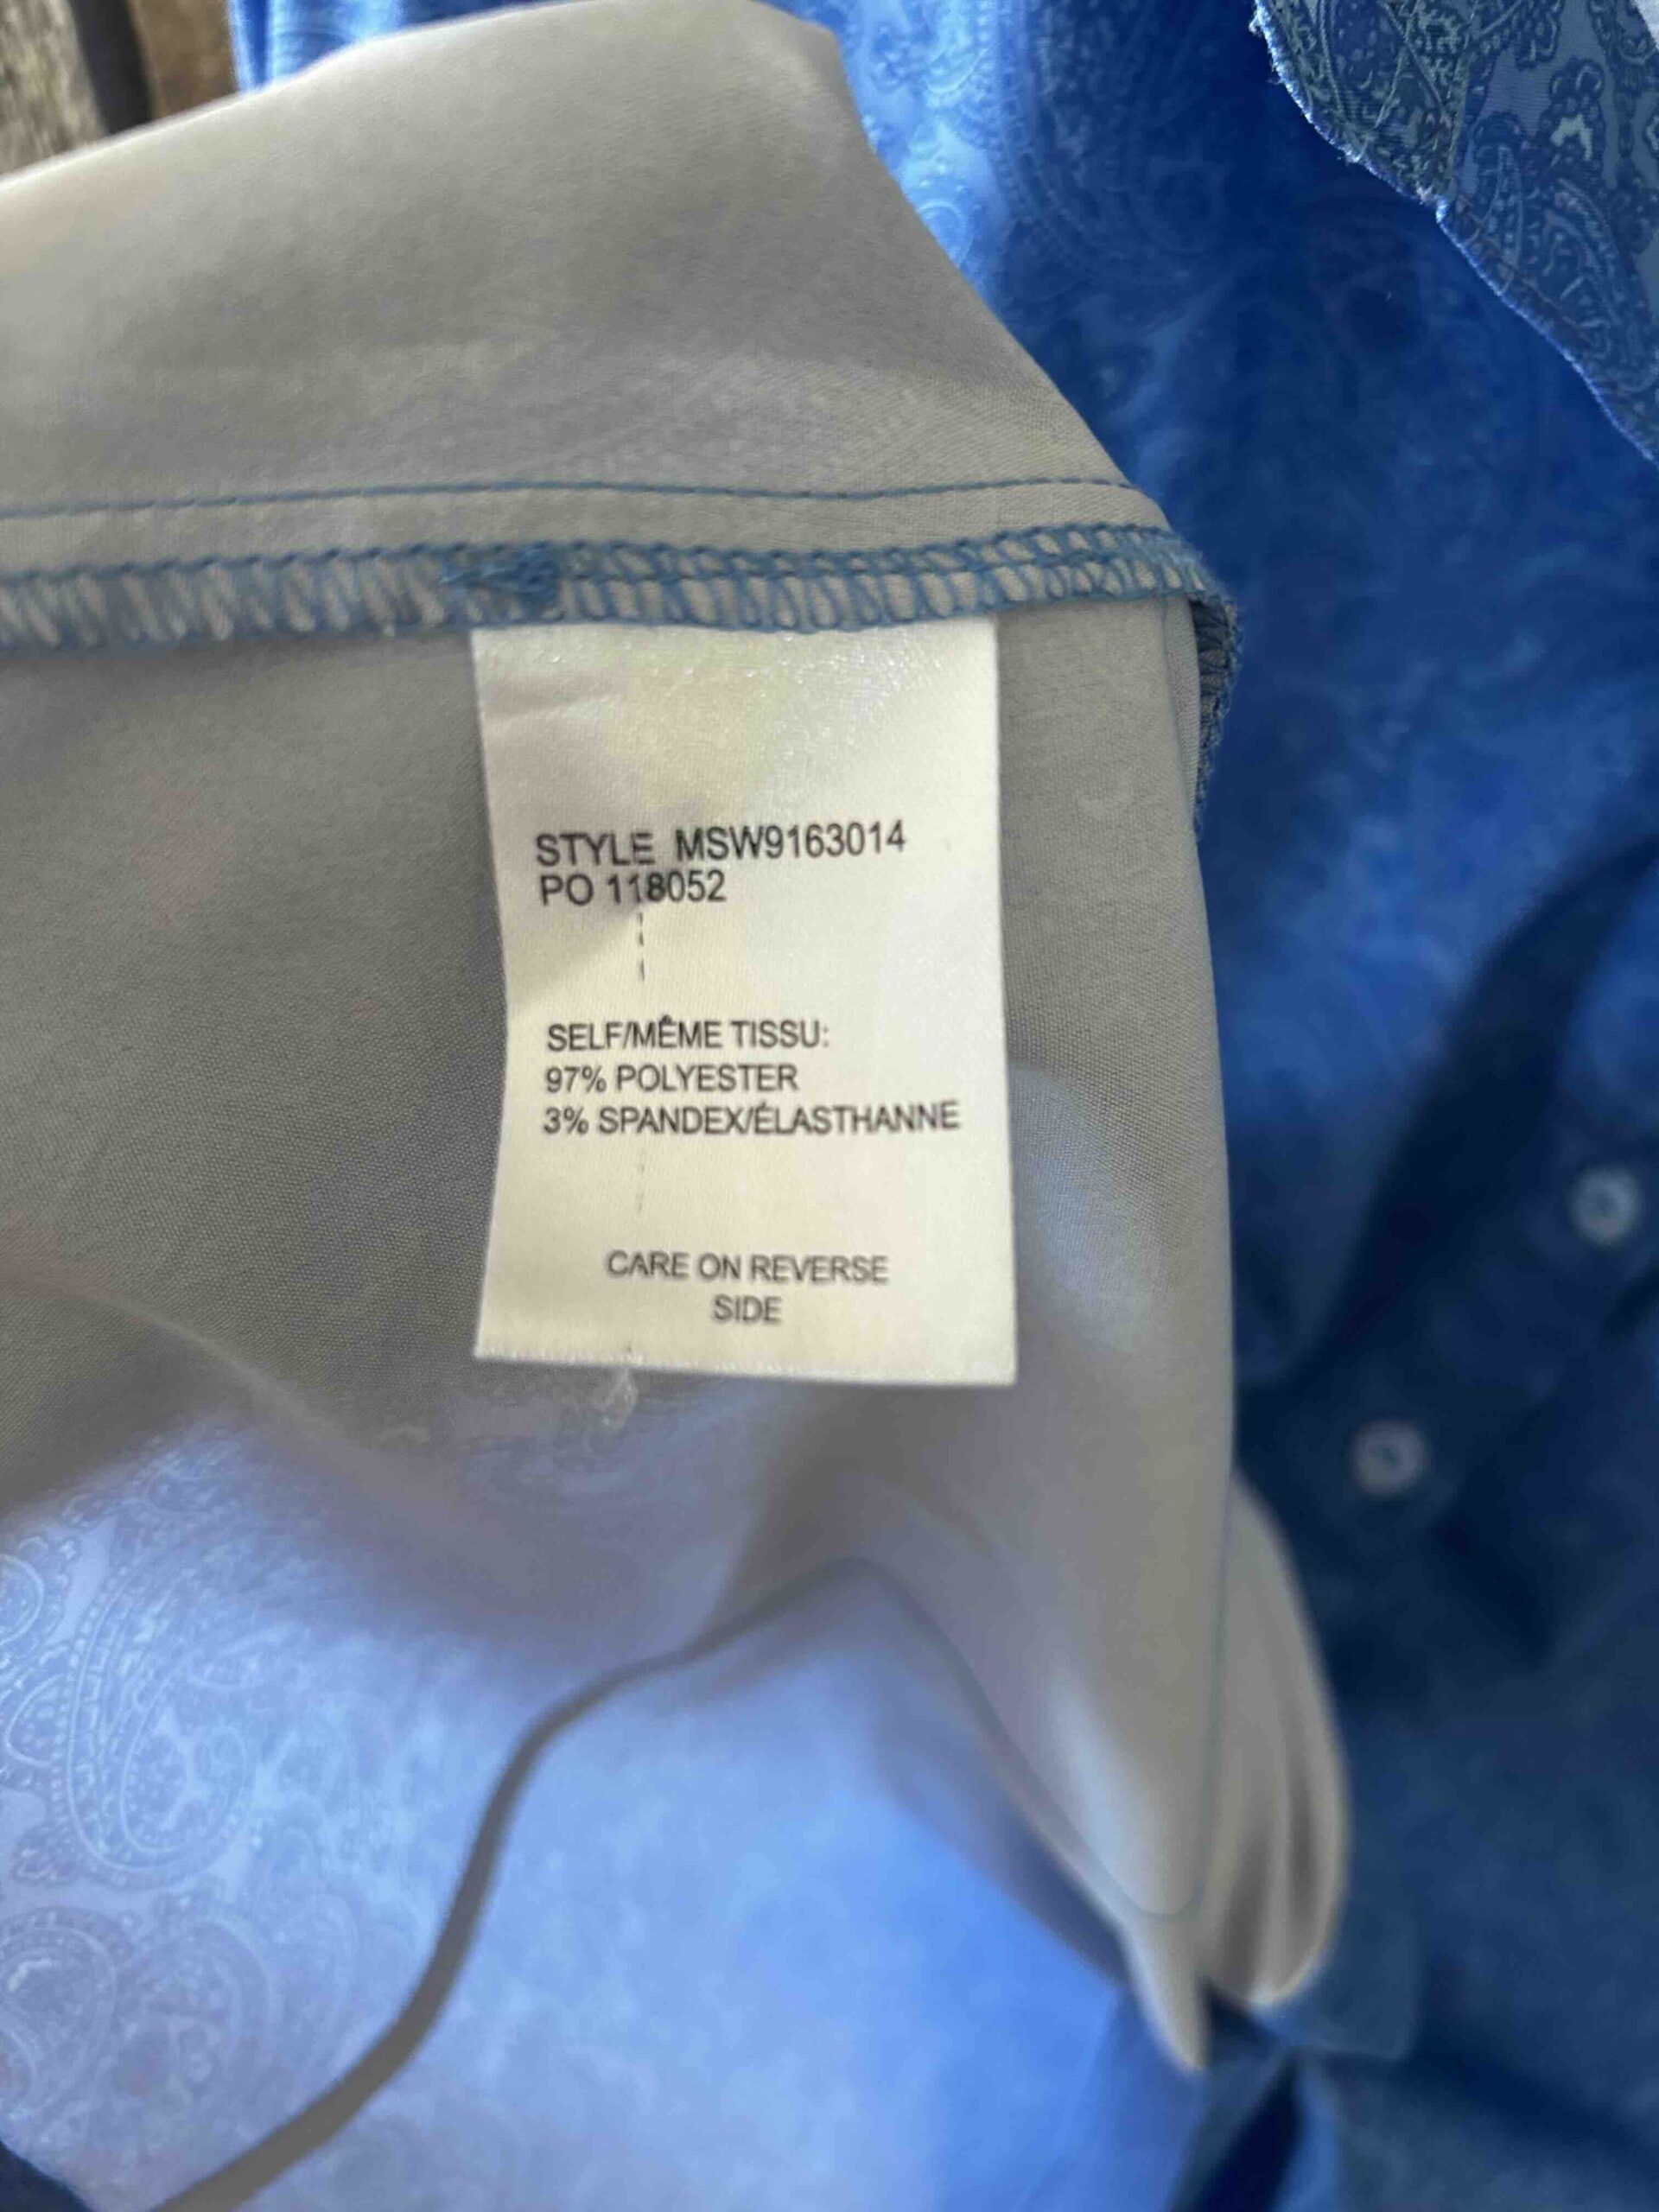 STYLE MSW9163014
PO 118052
SELF/MÊME TISSU:
97% POLYESTER
3% SPANDEX/ÉLASTHANNE
CARE ON REVERSE
SIDE